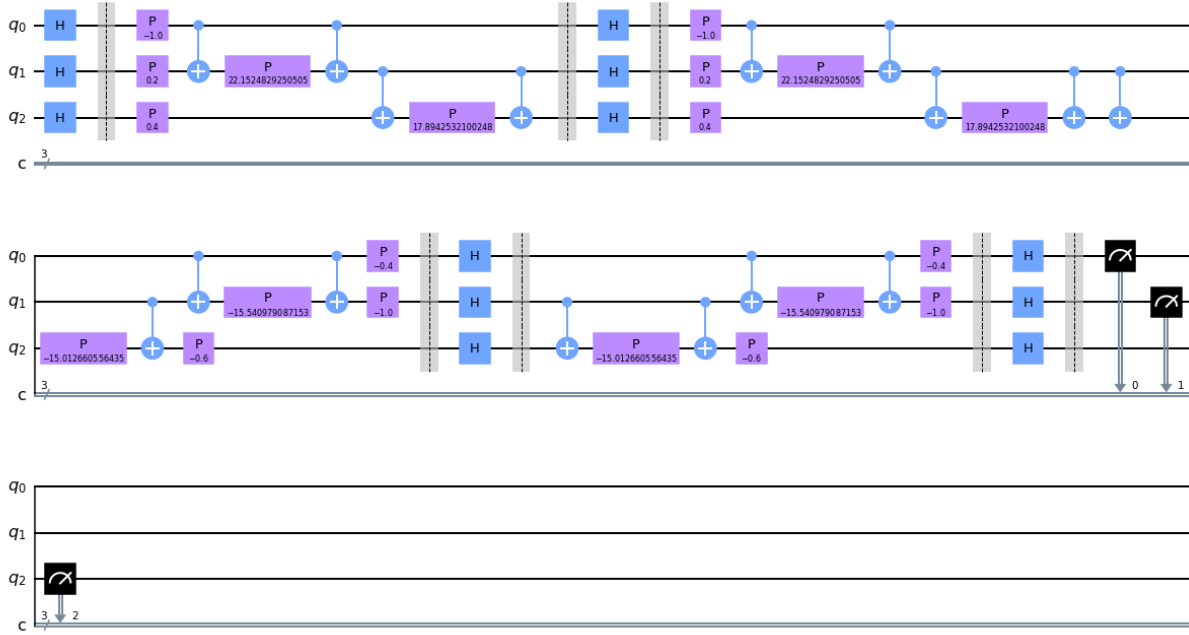 q0 H P −1.0 H P −1.0
q1 H P 0.2 P 22.1524829250505 H P 0.2 P 22.1524829250505
q2 H P 0.4 P 17.8942532100248 H P 0.4 P 17.8942532100248
c 3
q0 P −0.4 H P −0.4 H
q1 P −15.540979087153 P −1.0 H P −15.540979087153 P −1.0 H
q2 P −15.012660556435 P −0.6 H P −15.012660556435 P −0.6 H
c 3 0 1
q0
q1
q2
c 3 2